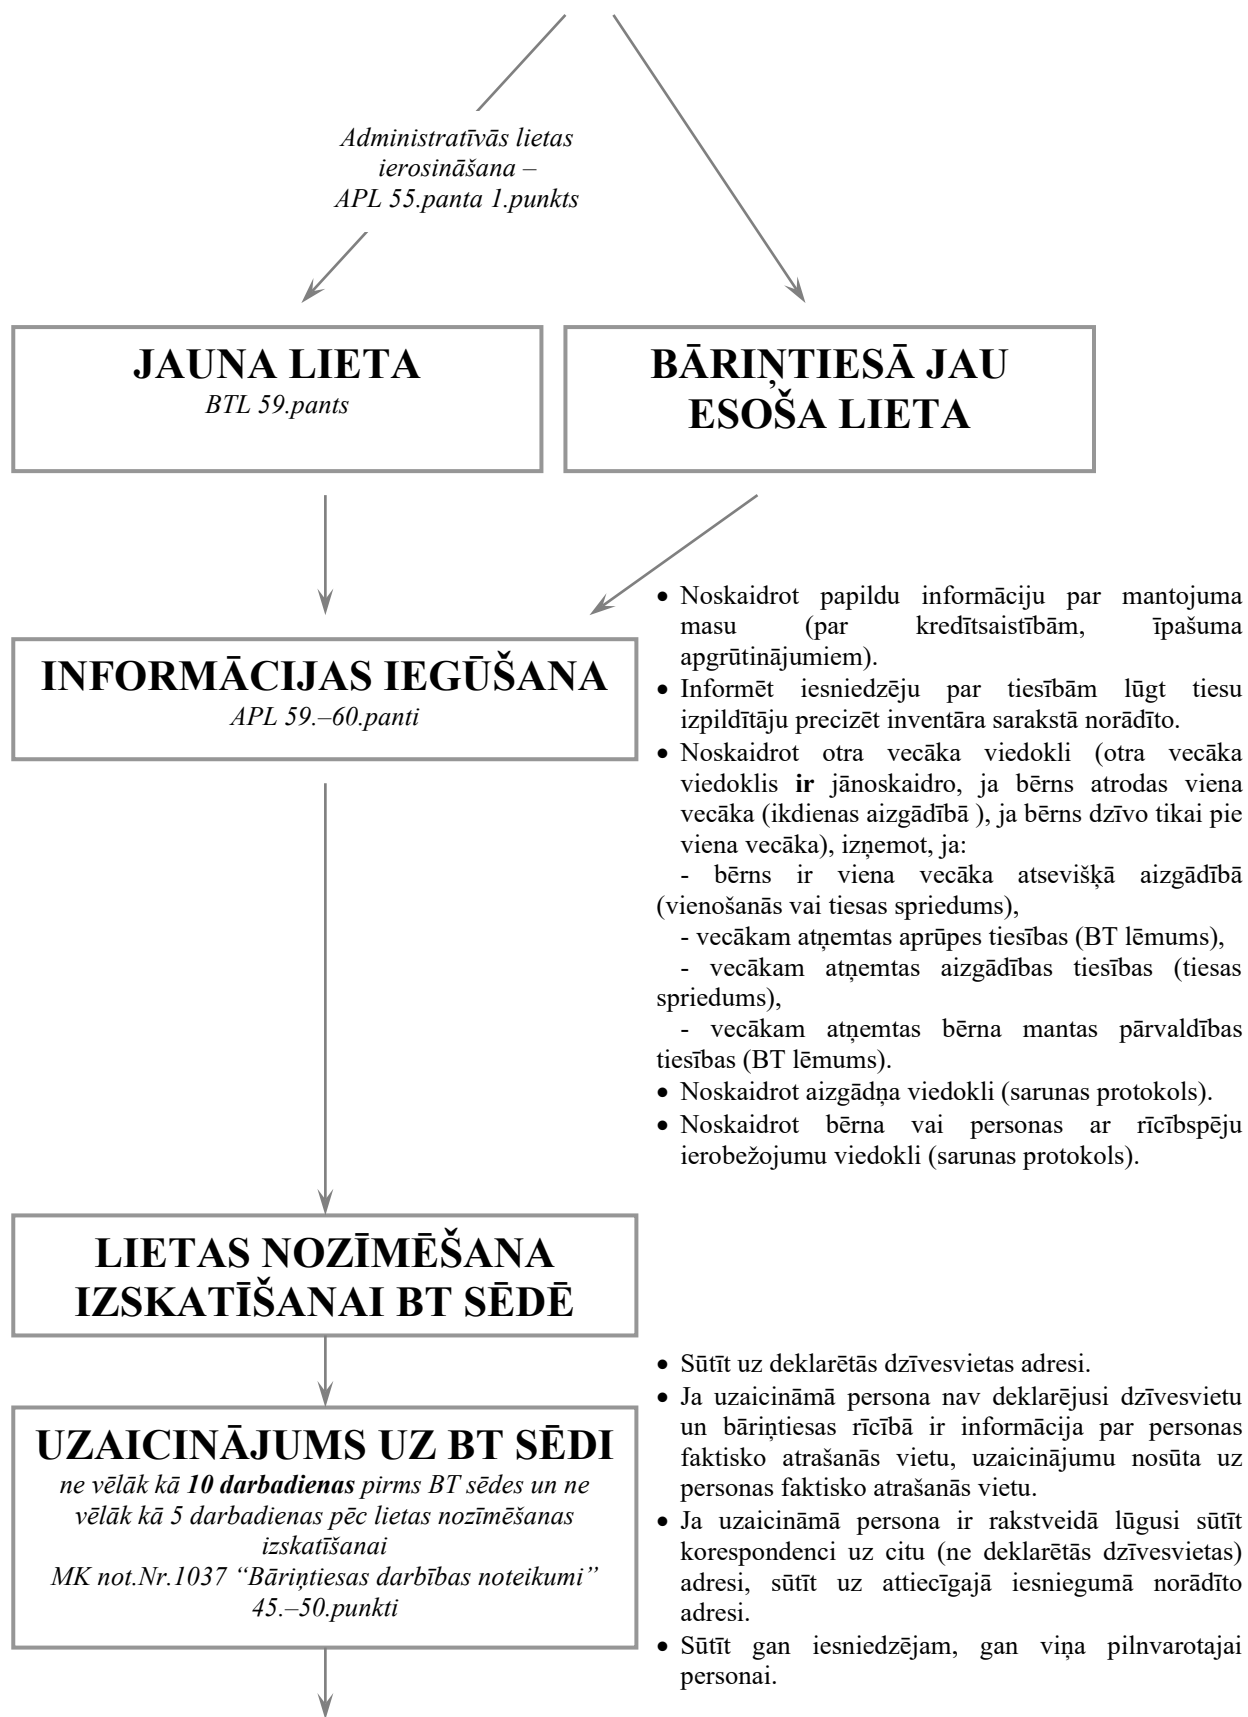 Administratīvās lietas
ierosināšana –
APL 55.panta 1.punkts
JAUNA LIETA
BTL 59.pants
BĀRIŅTIESĀ JAU
ESOŠA LIETA
INFORMĀCIJAS IEGŪŠANA
APL 59.–60.panti
• Noskaidrot papildu informāciju par mantojuma
masu (par kredītsaistībām, īpašuma
apgrūtinājumiem).
• Informēt iesniedzēju par tiesībām lūgt tiesu
izpildītāju precizēt inventāra sarakstā norādīto.
• Noskaidrot otra vecāka viedokli (otra vecāka
viedoklis ir jānoskaidro, ja bērns atrodas viena
vecāka (ikdienas aizgādībā ), ja bērns dzīvo tikai pie
viena vecāka), izņemot, ja:
- bērns ir viena vecāka atsevišķā aizgādībā
(vienošanās vai tiesas spriedums),
- vecākam atņemtas aprūpes tiesības (BT lēmums),
- vecākam atņemtas aizgādības tiesības (tiesas
spriedums),
- vecākam atņemtas bērna mantas pārvaldības
tiesības (BT lēmums).
• Noskaidrot aizgādņa viedokli (sarunas protokols).
• Noskaidrot bērna vai personas ar rīcībspēju
ierobežojumu viedokli (sarunas protokols).
LIETAS NOZĪMĒŠANA
IZSKATĪŠANAI BT SĒDĒ
UZAICINĀJUMS UZ BT SĒDI
ne vēlāk kā 10 darbadienas pirms BT sēdes un ne
vēlāk kā 5 darbadienas pēc lietas nozīmēšanas
izskatīšanai
MK not.Nr.1037 “Bāriņtiesas darbības noteikumi”
45.–50.punkti
• Sūtīt uz deklarētās dzīvesvietas adresi.
• Ja uzaicināmā persona nav deklarējusi dzīvesvietu
un bāriņtiesas rīcībā ir informācija par personas
faktisko atrašanās vietu, uzaicinājumu nosūta uz
personas faktisko atrašanās vietu.
• Ja uzaicināmā persona ir rakstveidā lūgusi sūtīt
korespondenci uz citu (ne deklarētās dzīvesvietas)
adresi, sūtīt uz attiecīgajā iesniegumā norādīto
adresi.
• Sūtīt gan iesniedzējam, gan viņa pilnvarotajai
personai.